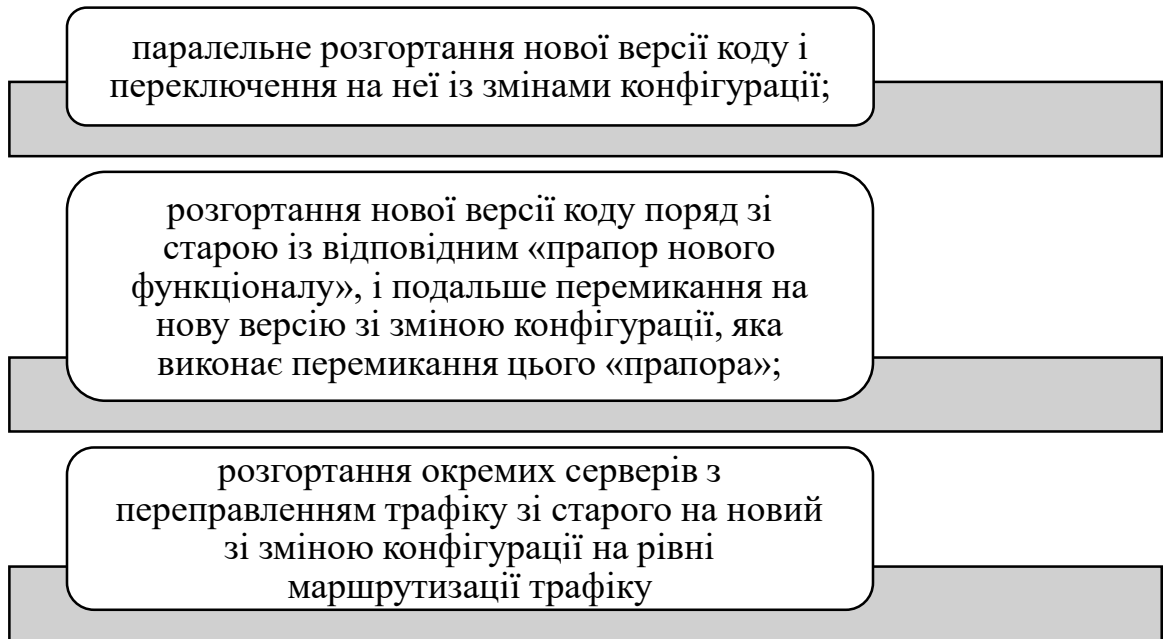 паралельне розгортання нової версії коду і
переключення на неї із змінами конфігурації;
розгортання нової версії коду поряд зі
старою із відповідним «прапор нового
функціоналу», і подальше перемикання на
нову версію зі зміною конфігурації, яка
виконає перемикання цього «прапора»;
розгортання окремих серверів з
переправленням трафіку зі старого на новий
зі зміною конфігурації на рівні
маршрутизації трафіку